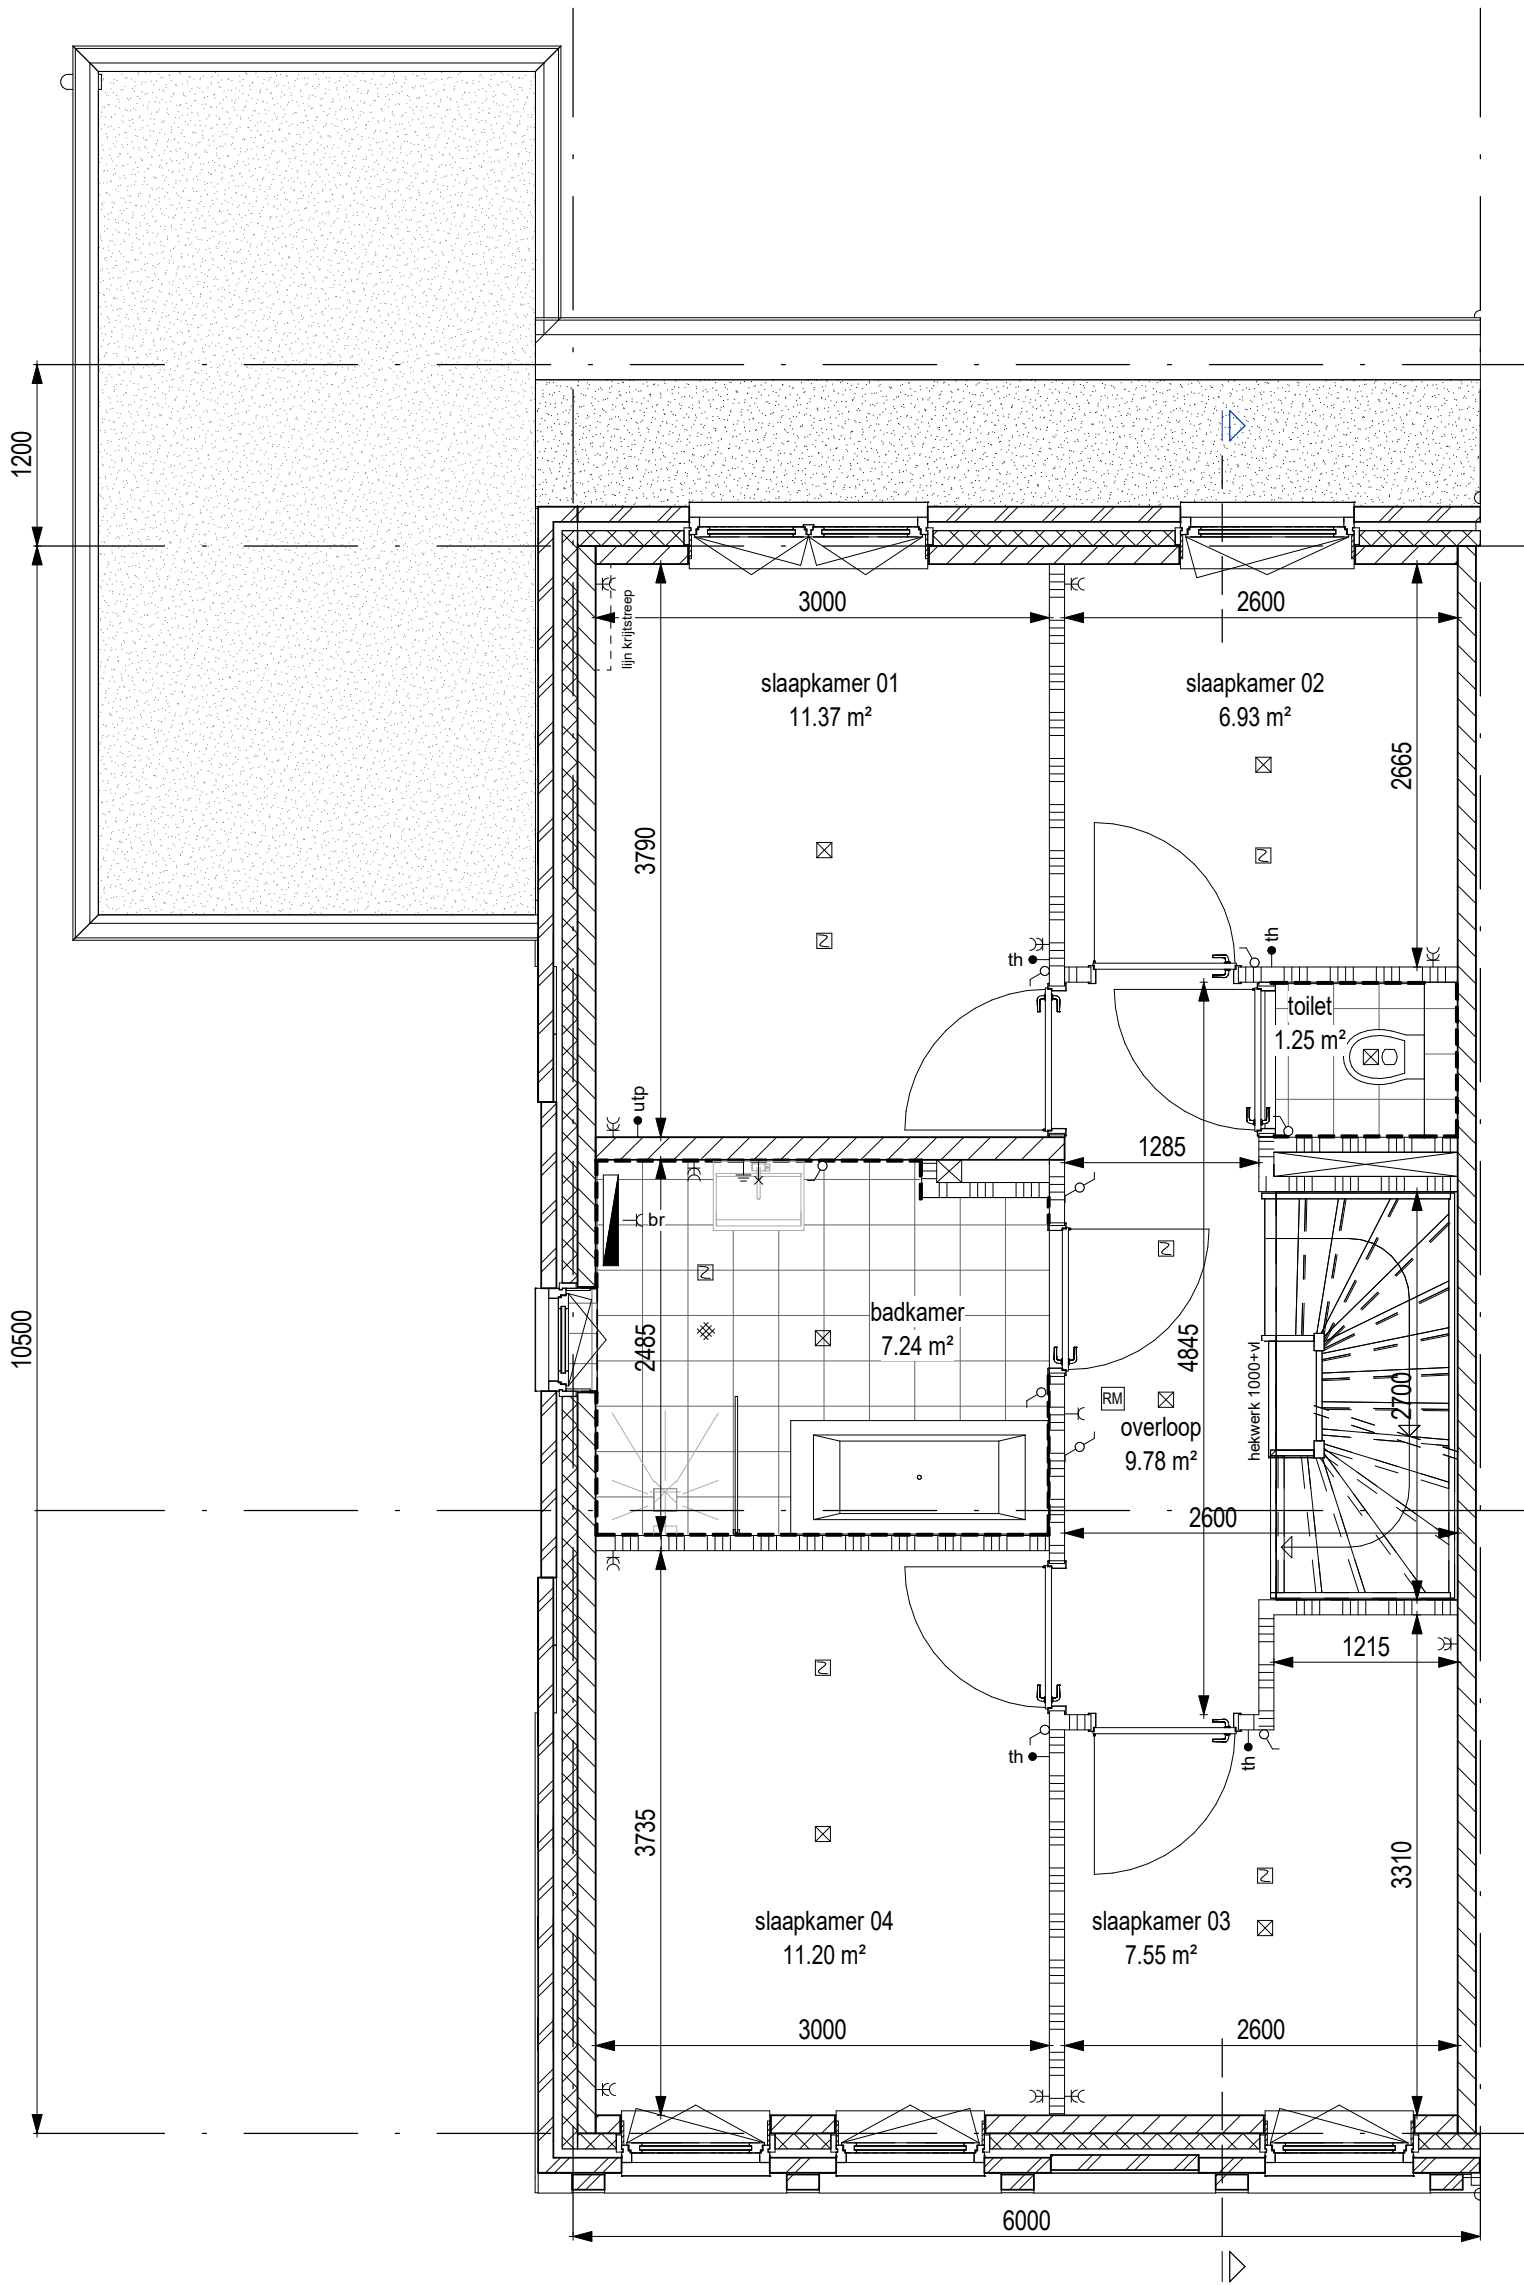 1200
3000
2600
lijn krijtstreep
slaapkamer 01
11.37 m²
slaapkamer 02
6.93 m²
2665
3790
th
th
toilet
1.25 m²
utp
1285
br
badkamer
7.24 m²
10500
2485
4845
hekwerk 1000+vl
2700
RM
overloop
9.78 m²
2600
1215
th
th
3735
3310
slaapkamer 04
11.20 m²
slaapkamer 03
7.55 m²
3000
2600
6000